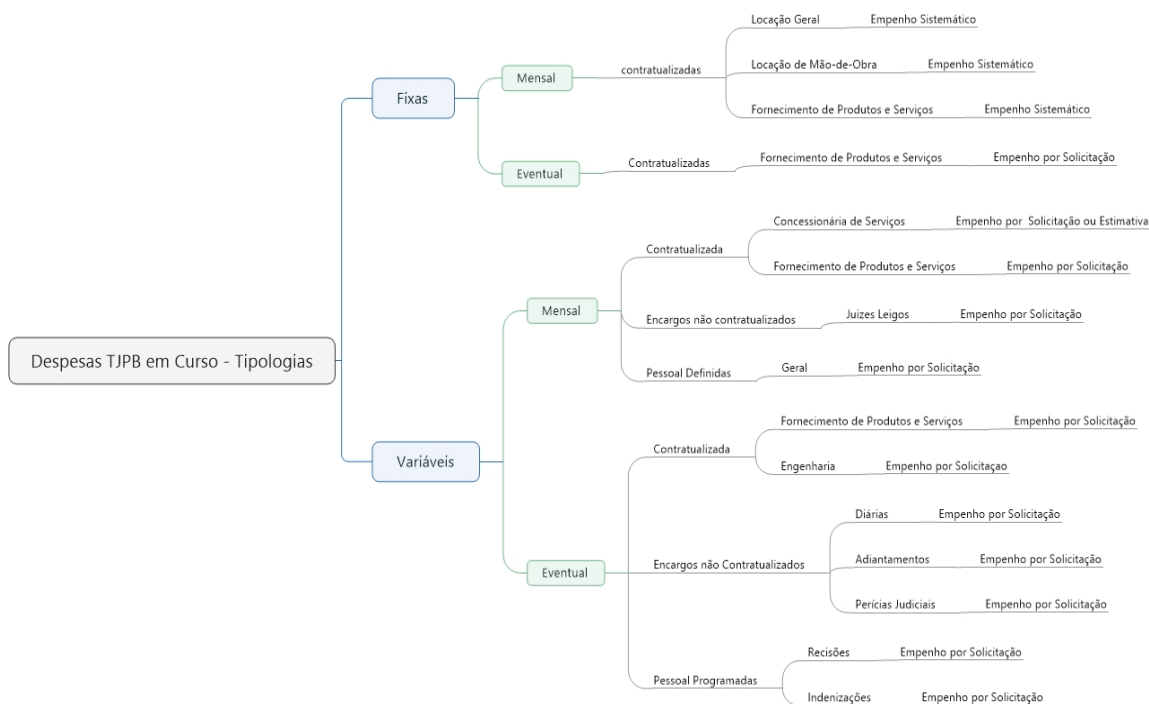 Despesas TJPB em Curso - Tipologias
Fixas
Mensal
contratualizadas
Locação Geral Empenho Sistemático
Locação de Mão-de-Obra Empenho Sistemático
Fornecimento de Produtos e Serviços Empenho Sistemático
Eventual
Contratualizadas
Fornecimento de Produtos e Serviços Empenho por Solicitação
Variáveis
Mensal
Contratualizada
Concessionária de Serviços Empenho por Solicitação ou Estimativa
Fornecimento de Produtos e Serviços Empenho por Solicitação
Encargos não contratualizados
Juizes Leigos Empenho por Solicitação
Pessoal Definidas
Geral Empenho por Solicitação
Eventual
Contratualizada
Fornecimento de Produtos e Serviços Empenho por Solicitação
Engenharia Empenho por Solicitaçao
Encargos não Contratualizados
Diárias Empenho por Solicitação
Adiantamentos Empenho por Solicitação
Perícias Judiciais Empenho por Solicitação
Pessoal Programadas
Recisões Empenho por Solicitação
Indenizações Empenho por Solicitação